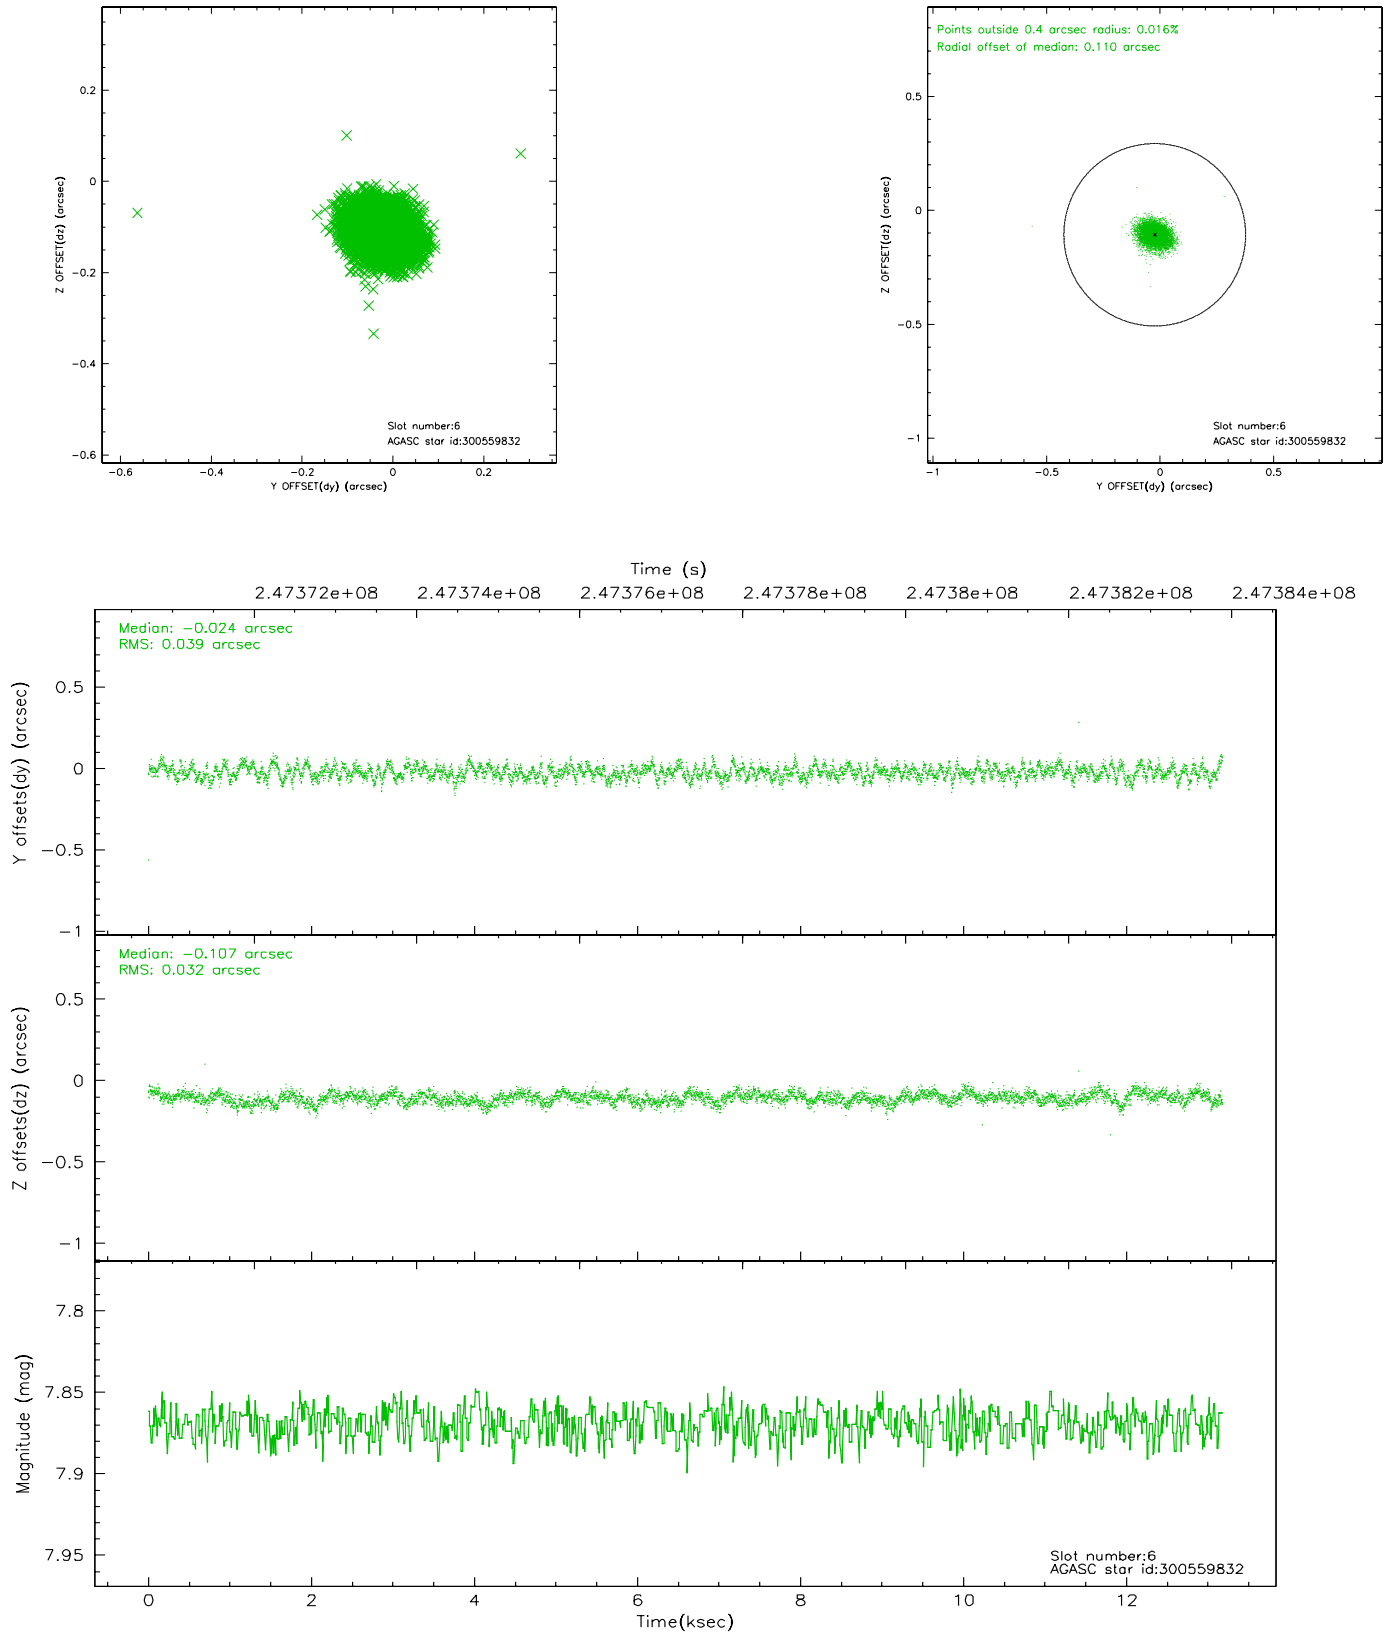 0.2
0
−0.2
−0.4
−0.6
Z OFFSET(dz) (arcsec)
Slot number:6
AGASC star id:300559832
−0.6 −0.4 −0.2 0 0.2
Y OFFSET(dy) (arcsec)
Points outside 0.4 arcsec radius: 0.016%
Radial offset of median: 0.110 arcsec
0.5
0
−0.5
−1
Z OFFSET(dz) (arcsec)
Slot number:6
AGASC star id:300559832
−1 −0.5 0 0.5
Y OFFSET(dy) (arcsec)
Time (s)
2.47372e+08 2.47374e+08 2.47376e+08 2.47378e+08 2.4738e+08 2.47382e+08 2.47384e+08
Median: −0.024 arcsec
RMS: 0.039 arcsec
0.5
0
−0.5
−1
Y offsets(dy) (arcsec)
Median: −0.107 arcsec
RMS: 0.032 arcsec
0.5
0
−0.5
−1
Z offsets(dz) (arcsec)
7.8
7.85
7.9
7.95
Magnitude (mag)
Slot number:6
AGASC star id:300559832
0 2 4 6 8 10 12
Time(ksec)